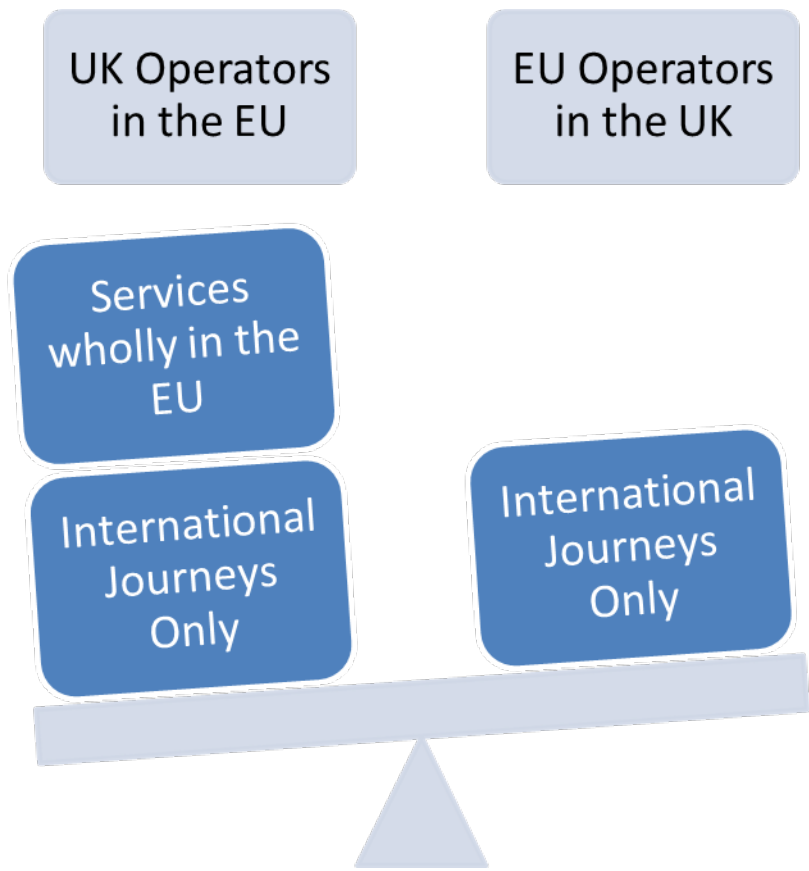 UK Operators
in the EU
EU Operators
in the UK
Services
wholly in the
EU
International
Journeys
Only
International
Journeys
Only